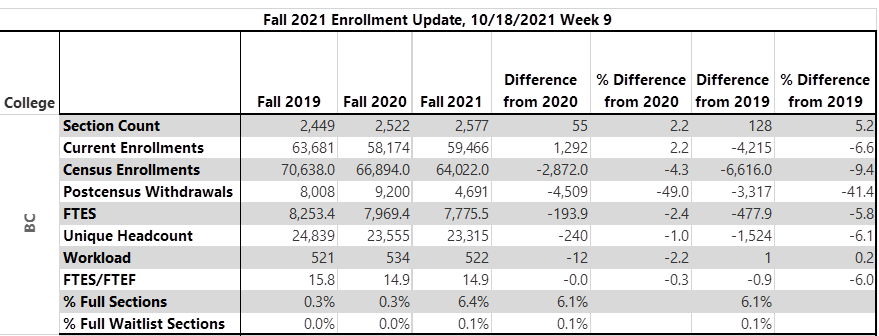 Fall 2021 Enrollment Update, 10/18/2021 Week 9
College Fall 2019 Fall 2020 Fall 2021 Difference from 2020 % Difference from 2020 Difference from 2019 % Difference from 2019
BC
Section Count 2,449 2,522 2,577 55 2.2 128 5.2
Current Enrollments 63,681 58,174 59,466 1,292 2.2 -4,215 -6.6
Census Enrollments 70,638.0 66,894.0 64,022.0 -2,872.0 -4.3 -6,616.0 -9.4
Postcensus Withdrawals 8,008 9,200 4,691 -4,509 -49.0 -3,317 -41.4
FTES 8,253.4 7,969.4 7,775.5 -193.9 -2.4 -477.9 -5.8
Unique Headcount 24,839 23,555 23,315 -240 -1.0 -1,524 -6.1
Workload 521 534 522 -12 -2.2 1 0.2
FTES/FTEF 15.8 14.9 14.9 -0.0 -0.3 -0.9 -6.0
% Full Sections 0.3% 0.3% 6.4% 6.1% 6.1%
% Full Waitlist Sections 0.0% 0.0% 0.1% 0.1% 0.1%